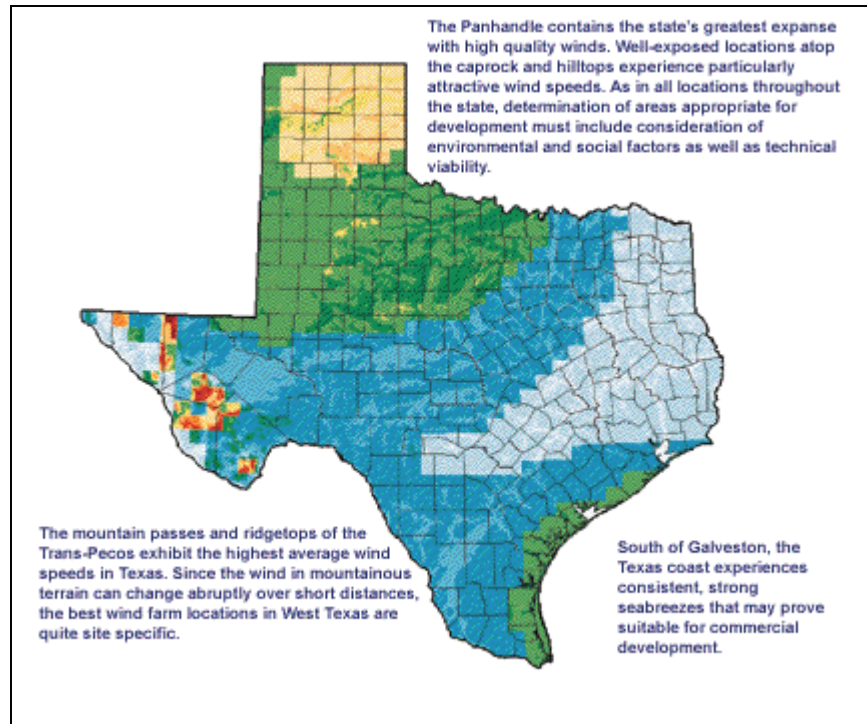 The Panhandle contains the state's greatest expanse
with high quality winds. Well-exposed locations atop
the caprock and hilltops experience particularly
attractive wind speeds. As in all locations throughout
the state, determination of areas appropriate for
development must include consideration of
environmental and social factors as well as technical
viability.
The mountain passes and ridgetops of the
Trans-Pecos exhibit the highest average wind
speeds in Texas. Since the wind in mountainous
terrain can change abruptly over short distances,
the best wind farm locations in West Texas are
quite site specific.
South of Galveston, the
Texas coast experiences
consistent, strong
seabreezes that may prove
suitable for commercial
development.